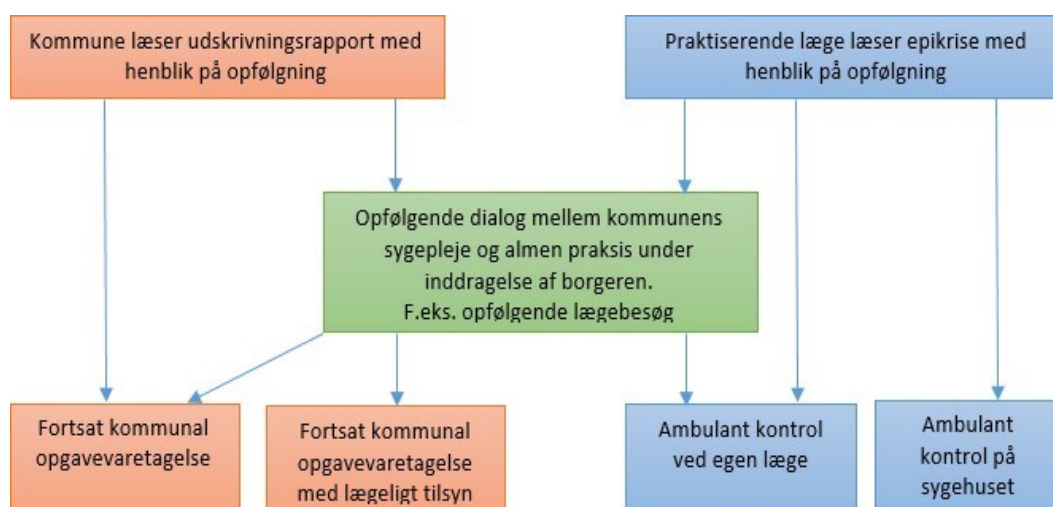 Kommune læser udskrivningsrapport med
henblik på opfølgning
Praktiserende læge læser epikrise med
henblik på opfølgning
Opfølgende dialog mellem kommunens
sygepleje og almen praksis under
inddragelse af borgeren.
F.eks. opfølgende lægebesøg
Fortsat kommunal
opgavevaretagelse
Fortsat kommunal
opgavevaretagelse
med lægeligt tilsyn
Ambulant kontrol
ved egen læge
Ambulant
kontrol på
sygehuset